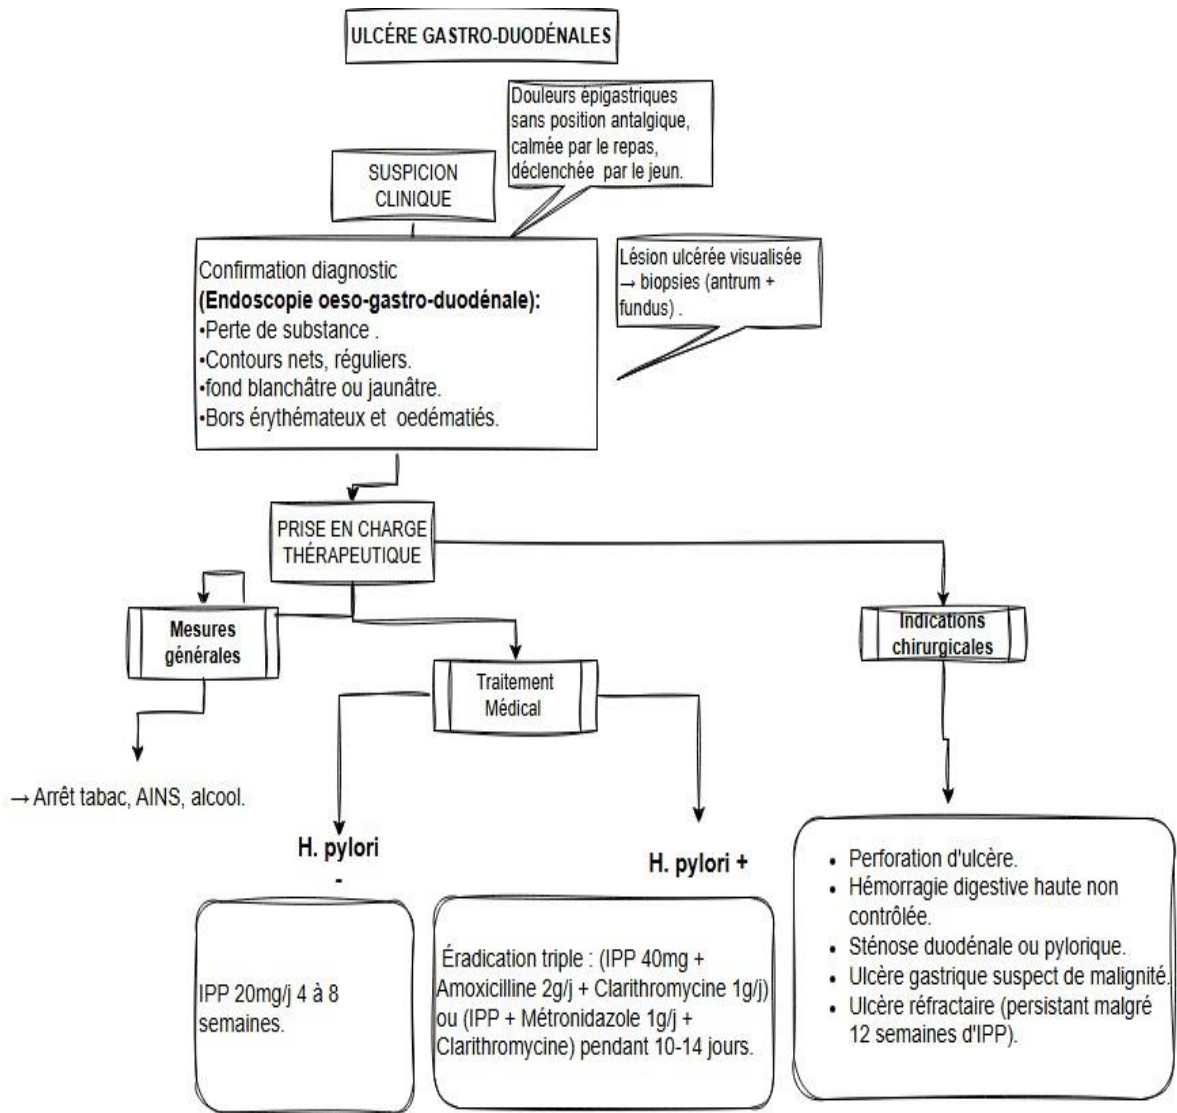 ULCÉRE GASTRO-DUODÉNALES
Douleurs épigastriques
sans position antalgique,
calmée par le repas,
déclenchée par le jeun.
SUSPICION
CLINIQUE
Confirmation diagnostic
(Endoscopie oeso-gastro-duodénale):
•Perte de substance .
•Contours nets, réguliers.
•fond blanchâtre ou jaunâtre.
•Bors érythémateux et oedématiés.
Lésion ulcérée visualisée
→ biopsies (antrum +
fundus) .
PRISE EN CHARGE
THÉRAPEUTIQUE
Mesures
générales
→ Arrêt tabac, AINS, alcool.
Traitement
Médical
Indications
chirurgicales
H. pylori
-
IPP 20mg/j 4 à 8
semaines.
H. pylori +
Éradication triple : (IPP 40mg +
Amoxicilline 2g/j + Clarithromycine 1g/j)
ou (IPP + Métronidazole 1g/j +
Clarithromycine) pendant 10-14 jours.
• Perforation d'ulcère.
• Hémorragie digestive haute non
contrôlée.
• Sténose duodénale ou pylorique.
• Ulcère gastrique suspect de malignité.
• Ulcère réfractaire (persistant malgré
12 semaines d'IPP).